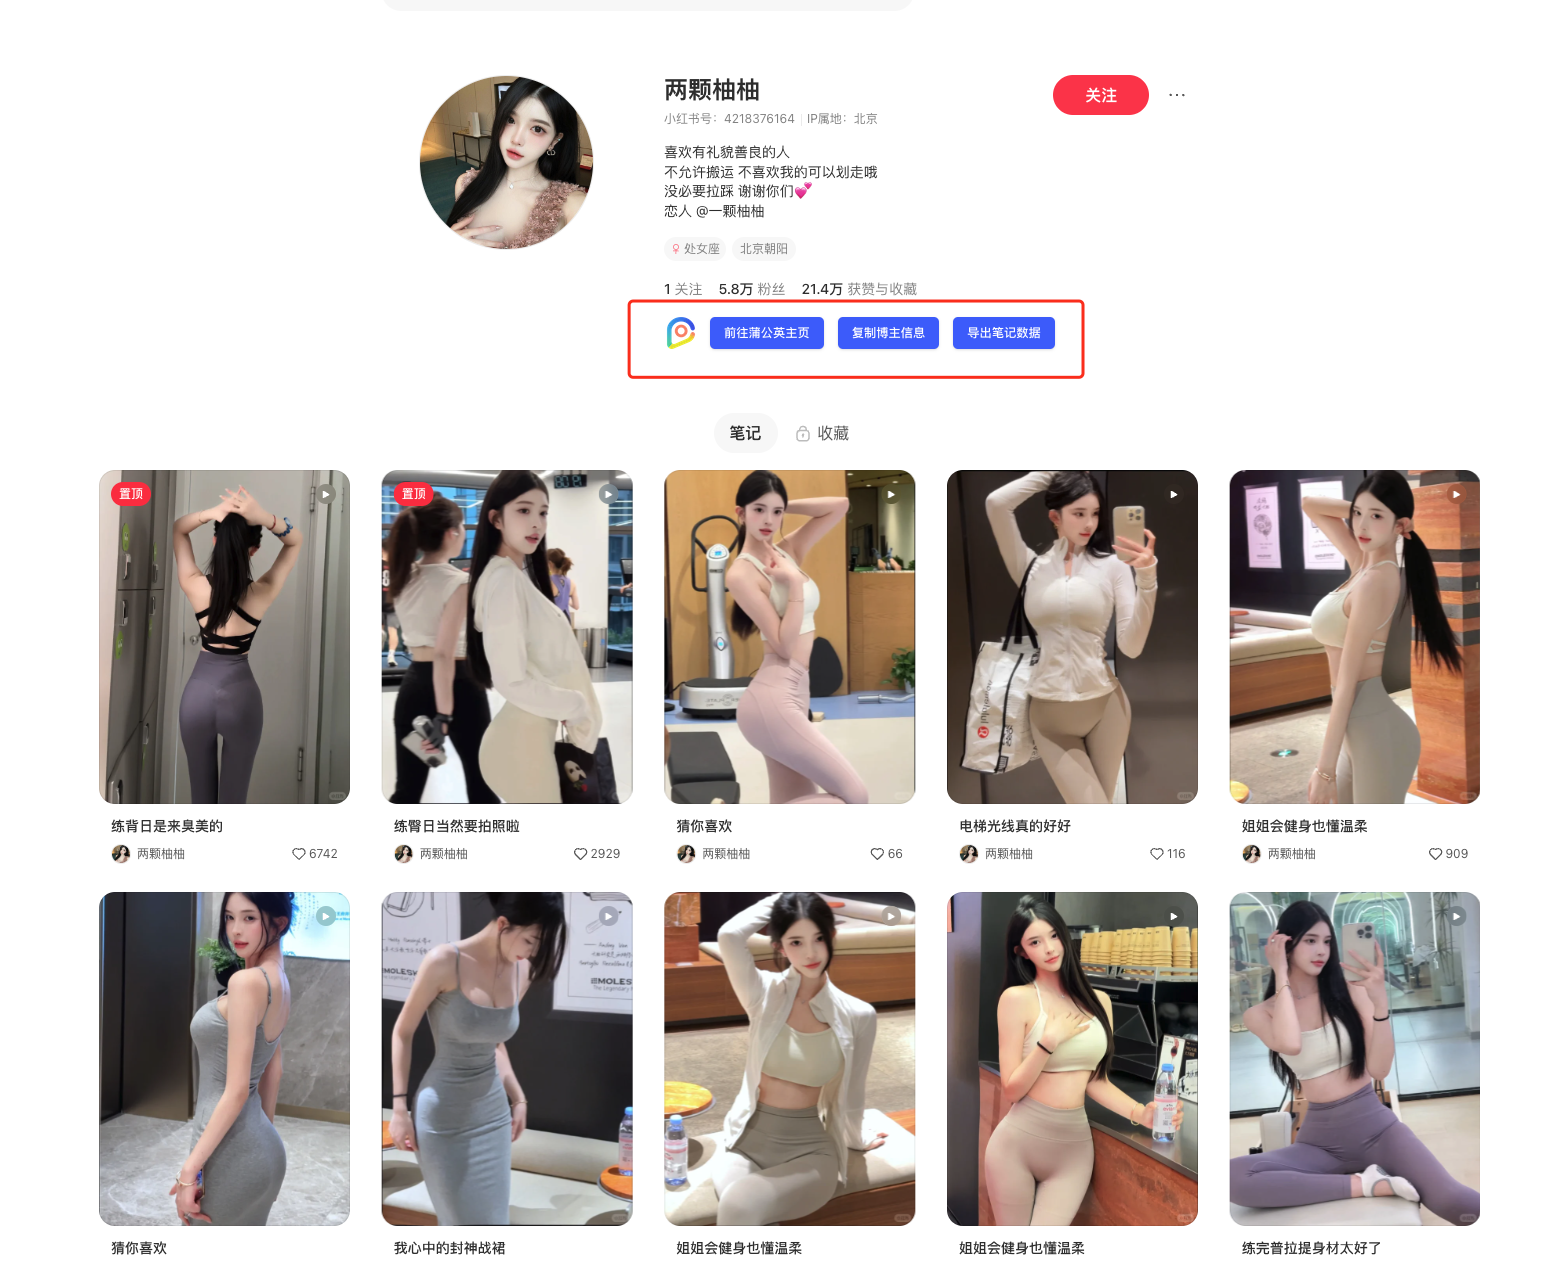 两颗柚柚
关注
小红书号：4218376164 IP属地：北京
喜欢有礼貌善良的人
不允许搬运 不喜欢我的可以划走哦
没必要拉踩 谢谢你们💕
恋人 @一颗柚柚
处女座 北京朝阳
1 关注 5.8万 粉丝 21.4万 获赞与收藏
前往蒲公英主页 复制博主信息 导出笔记数据
笔记 收藏
置顶 置顶
练背日是来臭美的
两颗柚柚 6742
练臀日当然要拍照啦
两颗柚柚 2929
猜你喜欢
两颗柚柚 66
电梯光线真的好好
两颗柚柚 116
姐姐会健身也懂温柔
两颗柚柚 909
猜你喜欢
我心中的封神战裙
姐姐会健身也懂温柔
姐姐会健身也懂温柔
练完普拉提身材太好了